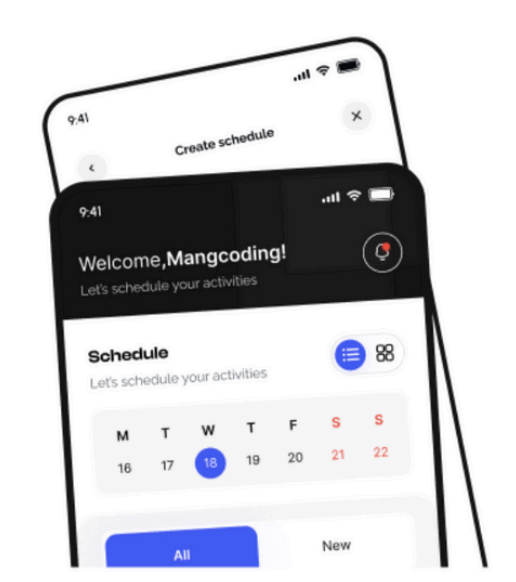 9:41
Create schedule
9:41
Welcome,Mangcoding!
Let's schedule your activities
Schedule
Let's schedule your activities
M T W T F S S
16 17 18 19 20 21 22
All New